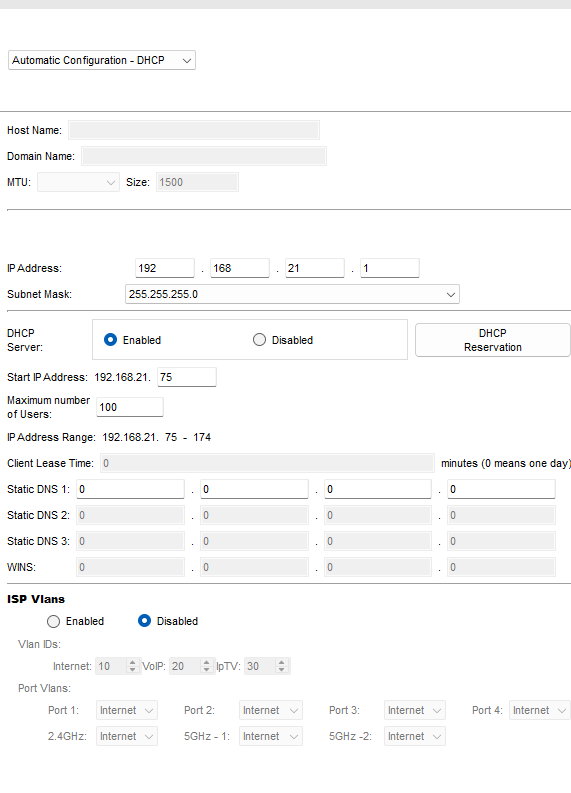 Automatic Configuration - DHCP
Host Name:
Domain Name:
MTU: Size: 1500
IP Address: 192 . 168 . 21 . 1
Subnet Mask: 255.255.255.0
DHCP Server: Enabled Disabled DHCP Reservation
Start IP Address: 192.168.21. 75
Maximum number
of Users: 100
IP Address Range: 192.168.21. 75 - 174
Client Lease Time: 0 minutes (0 means one day)
Static DNS 1: 0 . 0 . 0 . 0
Static DNS 2: 0 . 0 . 0 . 0
Static DNS 3: 0 . 0 . 0 . 0
WINS: 0 . 0 . 0 . 0
ISP Vlans
Enabled Disabled
Vlan IDs:
Internet: 10 VoIP: 20 IpTV: 30
Port Vlans:
Port 1: Internet Port 2: Internet Port 3: Internet Port 4: Internet
2.4GHz: Internet 5GHz - 1: Internet 5GHz -2: Internet